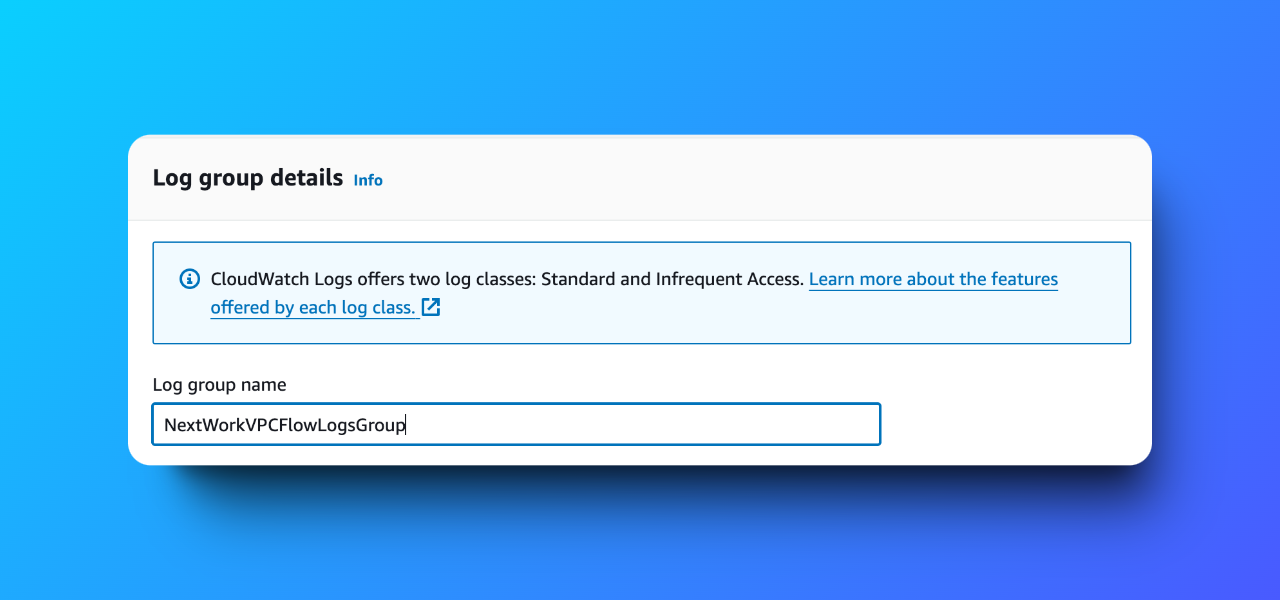 Log group details Info
CloudWatch Logs offers two log classes: Standard and Infrequent Access. Learn more about the features
offered by each log class.
Log group name
NextWorkVPCFlowLogsGroup